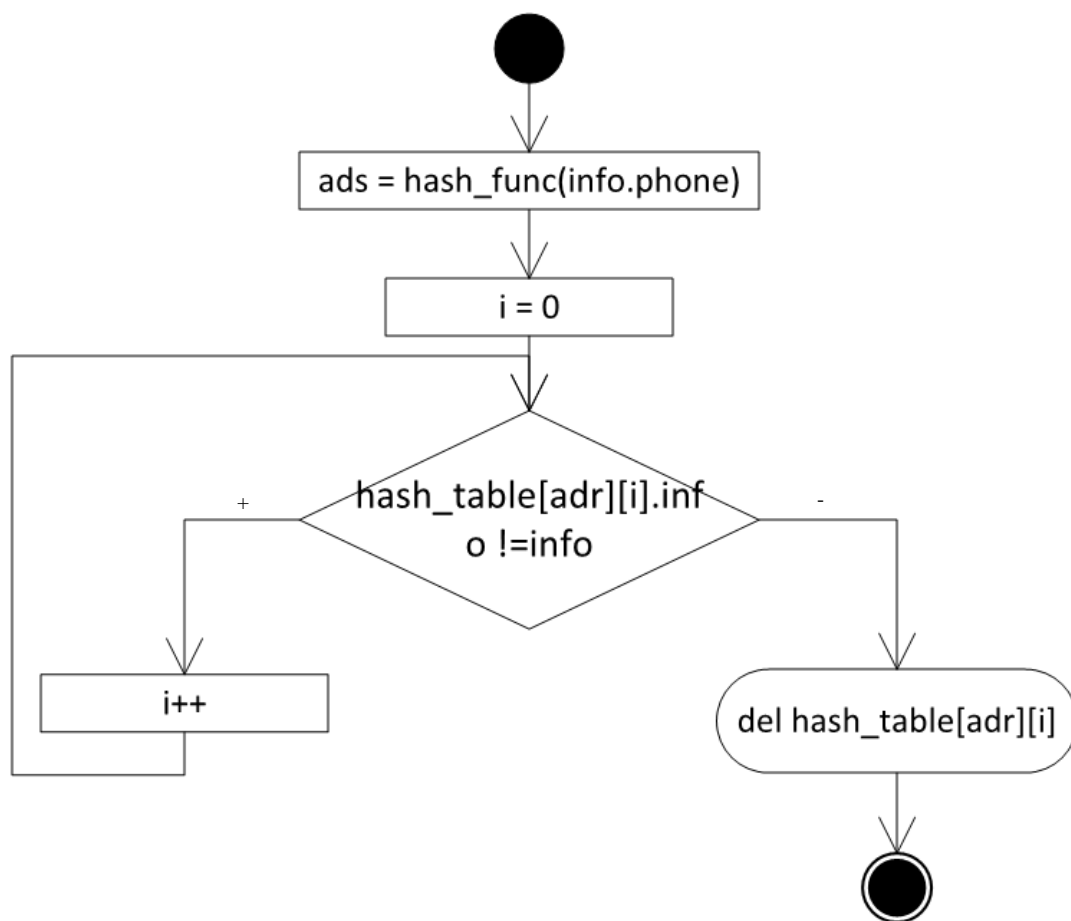 ads = hash_func(info.phone)
i = 0
hash_table[adr][i].inf
o !=info
+
-
i++
del hash_table[adr][i]